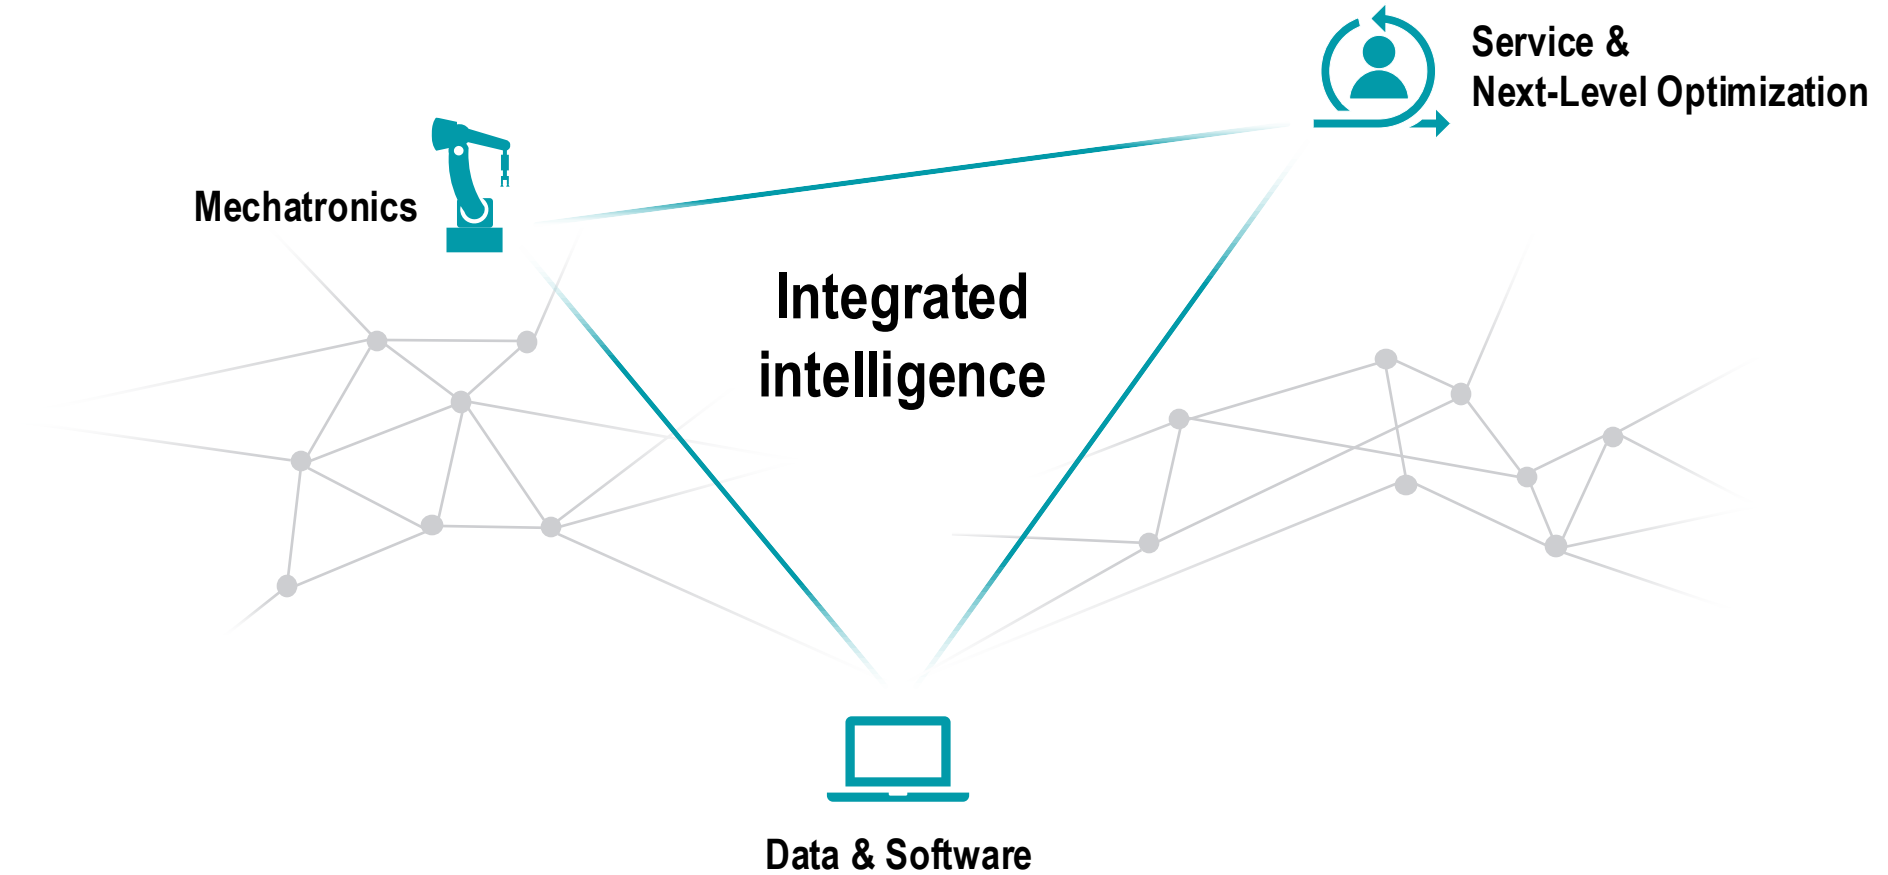 Service &
Next-Level Optimization
Mechatronics
Integrated
intelligence
Data & Software